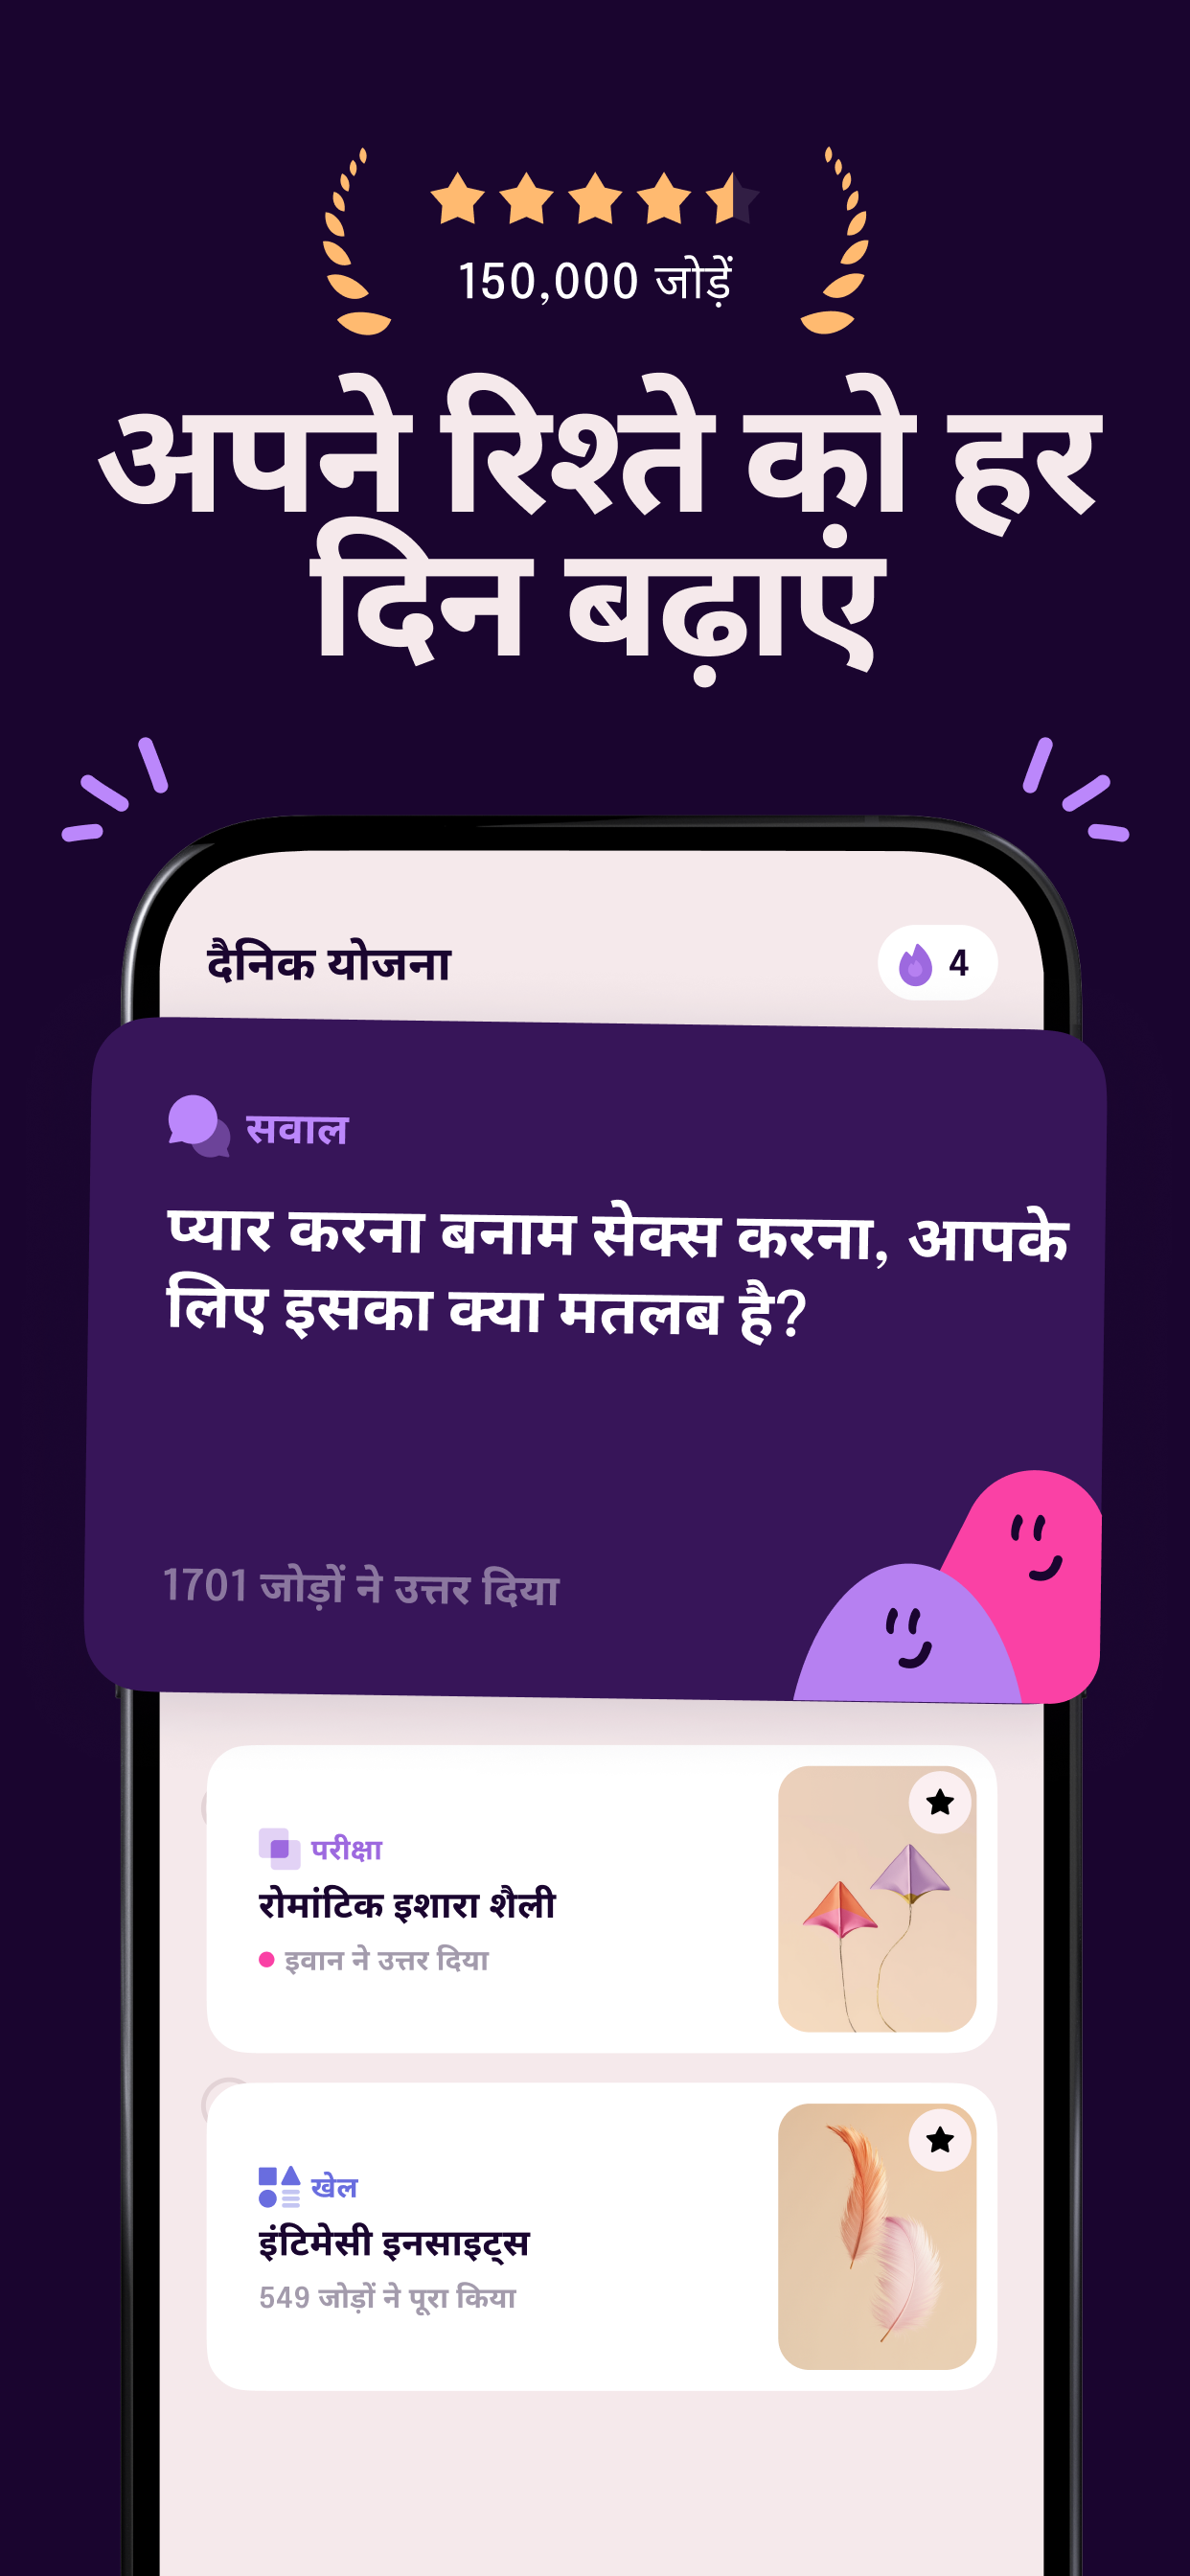 150,000 जोड़ें
अपने रिश्ते को हर
दिन बढ़ाएं
दैनिक योजना
4
सवाल
प्यार करना बनाम सेक्स करना, आपके
लिए इसका क्या मतलब है?
1701 जोड़ों ने उत्तर दिया
परीक्षा
रोमांटिक इशारा शैली
इवान ने उत्तर दिया
खेल
इंटिमेसी इनसाइट्स
549 जोड़ों ने पूरा किया